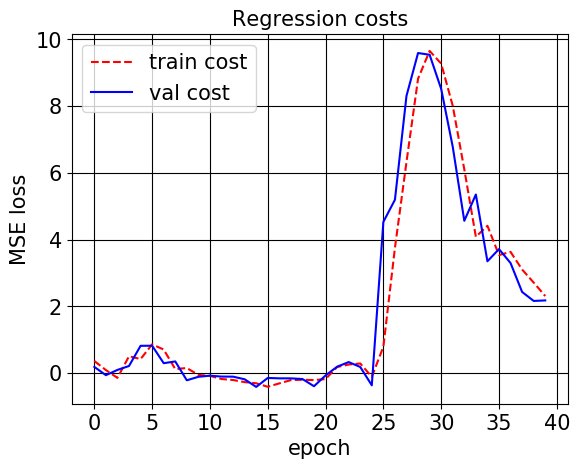 Regression costs
train cost
val cost
MSE loss
10
8
6
4
2
0
0 5 10 15 20 25 30 35 40
epoch